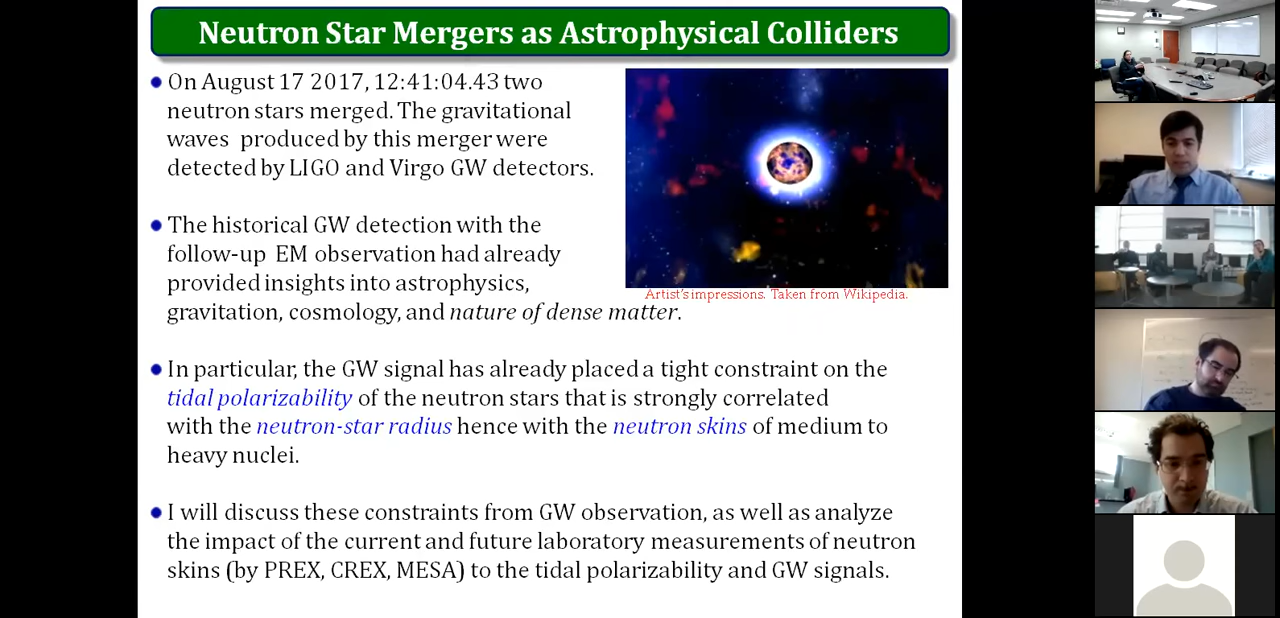 Neutron Star Mergers as Astrophysical Colliders
On August 17 2017, 12:41:04.43 two
neutron stars merged. The gravitational
waves produced by this merger were
detected by LIGO and Virgo GW detectors.
The historical GW detection with the
follow-up EM observation had already
provided insights into astrophysics,
gravitation, cosmology, and nature of dense matter.
Artist's impressions. Taken from Wikipedia.
In particular, the GW signal has already placed a tight constraint on the
tidal polarizability of the neutron stars that is strongly correlated
with the neutron-star radius hence with the neutron skins of medium to
heavy nuclei.
I will discuss these constraints from GW observation, as well as analyze
the impact of the current and future laboratory measurements of neutron
skins (by PREX, CREX, MESA) to the tidal polarizability and GW signals.